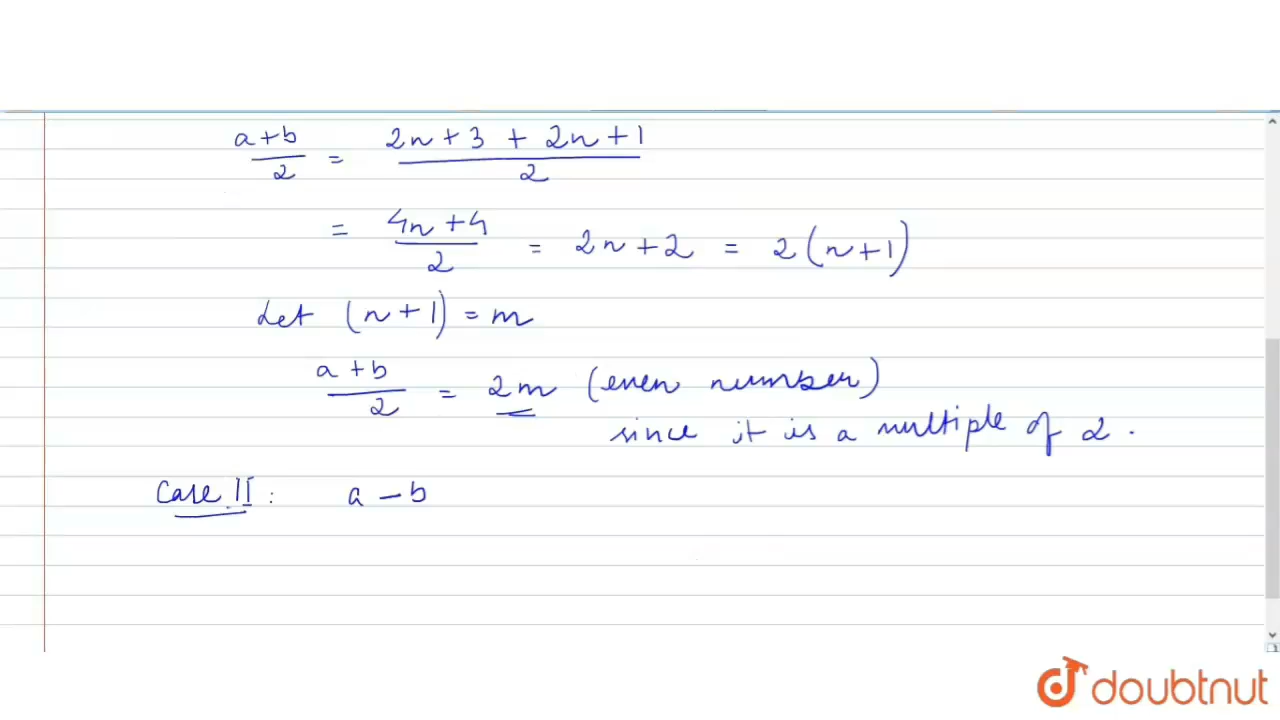 a+b/2 = 2n+3 + 2n+1/2
= 4n+4/2 = 2n+2 = 2(n+1)
Let (n+1) = m
a+b/2 = 2m (even number)
since it is a multiple of 2.
Case II: a - b
doubtnut